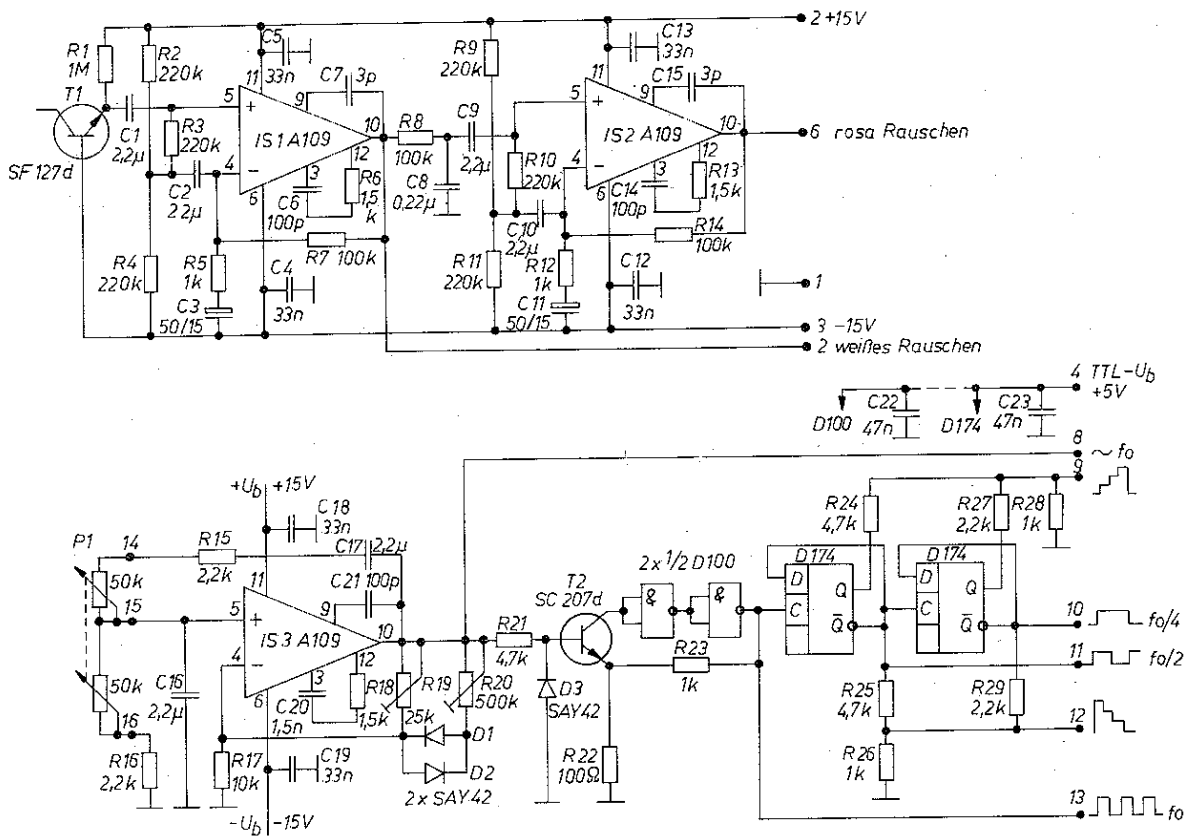 2 +15V
R1
1M
R2
220k
C5
33n
R9
220k
C13
33n
T1
C7
3p
C15
3p
11
5
+
9
10
IS1 A109
4
−
3
12
6
C1
2,2µ
R3
220k
SF127d
C2
2,2µ
C6
100p
R6
1,5
k
R8
100k
C8
0,22µ
C9
2,2µ
R10
220k
11
5
+
9
10
IS2 A109
4
−
3
12
6
C14
100p
R13
1,5k
6 rosa Rauschen
R4
220k
R5
1k
R7
100k
C3
50/15
C4
33n
C10
2,2µ
R11
220k
R12
1k
R14
100k
C11
50/15
C12
33n
1
3 −15V
2 weißes Rauschen
4 TTL-Ub
+5V
D100
C22
47n
D174
C23
47n
8
~fo
9
+Ub
+15V
C18
33n
P1
14
R15
2,2k
C17
2,2µ
50k
15
C21
100p
11
5
+
9
10
IS3 A109
4
−
3
12
6
50k
16
C16
2,2µ
R16
2,2k
R17
10k
C20
1,5n
1,5k
R18
25k
R19
R20
500k
D1
D2
2x SAY42
C19
33n
−Ub
−15V
R21
4,7k
T2
SC 207d
D3
SAY42
R22
100Ω
2x ½ D100
&
&
R23
1k
R24
4,7k
R27
2,2k
R28
1k
D174
D
C
Q
Q̅
D174
D
C
Q
Q̅
R25
4,7k
R29
2,2k
R26
1k
10
fo/4
11
fo/2
12
13
fo